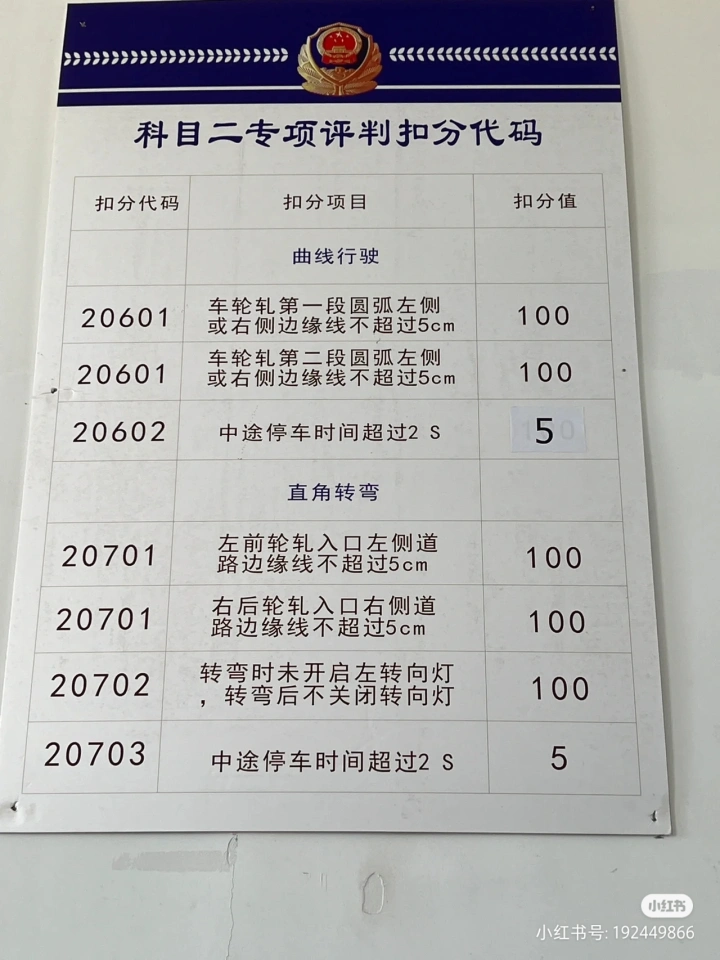 科目二专项评判扣分代码
扣分代码 扣分项目 扣分值
曲线行驶
20601 车轮轧第一段圆弧左侧 100
或右侧边缘线不超过5cm
20601 车轮轧第二段圆弧左侧 100
或右侧边缘线不超过5cm
20602 中途停车时间超过2 S 5
直角转弯
20701 左前轮轧入口左侧道 100
路边缘线不超过5cm
20701 右后轮轧入口右侧道 100
路边缘线不超过5cm
20702 转弯时未开启左转向灯 100
，转弯后不关闭转向灯
20703 中途停车时间超过2 S 5
小红书
小红书号: 192449866